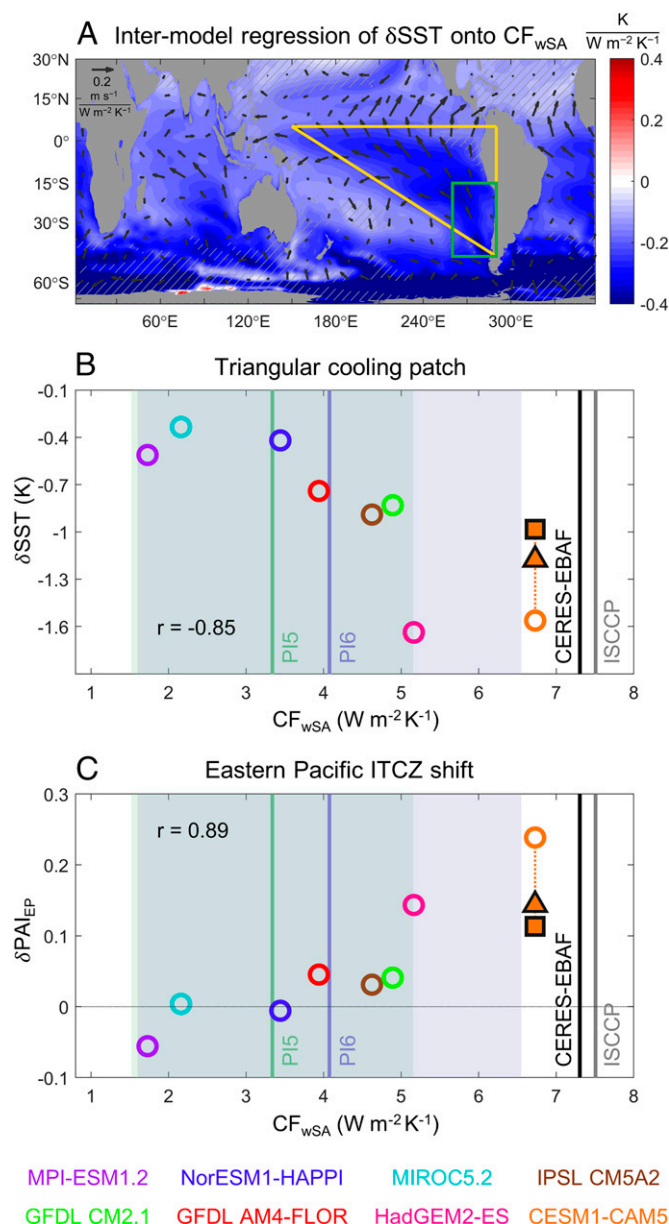 A Inter-model regression of δSST onto CFwSA
K
W m-2 K-1
0.2
m s-1
W m-2 K-1
30°N
15°N
0°
15°S
30°S
60°S
60°E 120°E 180°E 240°E 300°E
0.4
0.2
0
-0.2
-0.4
B Triangular cooling patch
-0.1
-0.4
-0.7
-1
-1.3
-1.6
δSST (K)
r = -0.85
PI5
PI6
CERES-EBAF
ISCCP
1 2 3 4 5 6 7 8
CFwSA (W m-2 K-1)
C Eastern Pacific ITCZ shift
0.3
0.2
0.1
0
-0.1
δPAIEP
r = 0.89
PI5
PI6
CERES-EBAF
ISCCP
1 2 3 4 5 6 7 8
CFwSA (W m-2 K-1)
MPI-ESM1.2 NorESM1-HAPPI MIROC5.2 IPSL CM5A2
GFDL CM2.1 GFDL AM4-FLOR HadGEM2-ES CESM1-CAM5